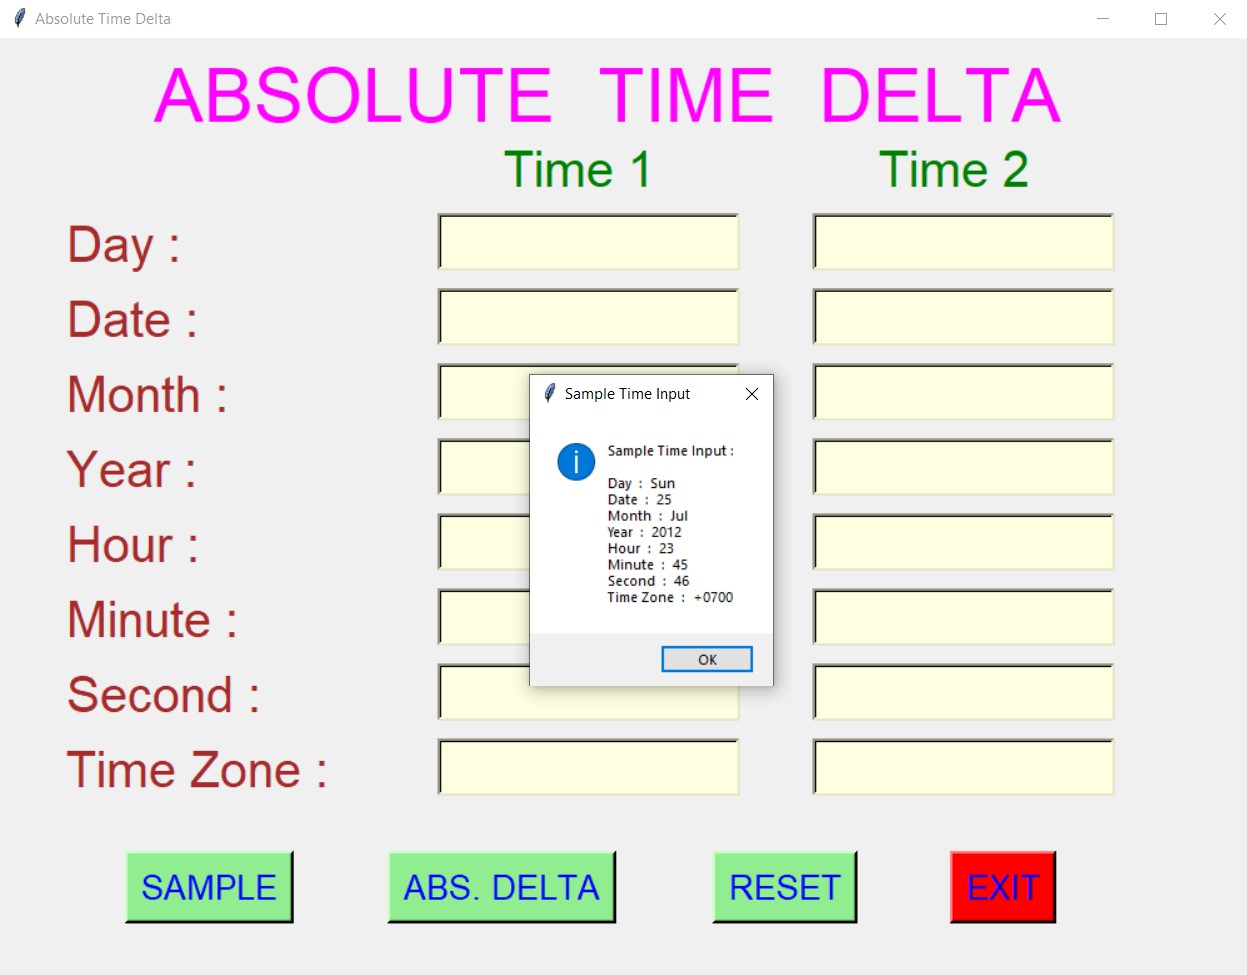 Absolute Time Delta
ABSOLUTE TIME DELTA
Time 1 Time 2
Day :
Date :
Month :
Year :
Hour :
Minute :
Second :
Time Zone :
Sample Time Input
Sample Time Input :
Day : Sun
Date : 25
Month : Jul
Year : 2012
Hour : 23
Minute : 45
Second : 46
Time Zone : +0700
OK
SAMPLE ABS. DELTA RESET EXIT